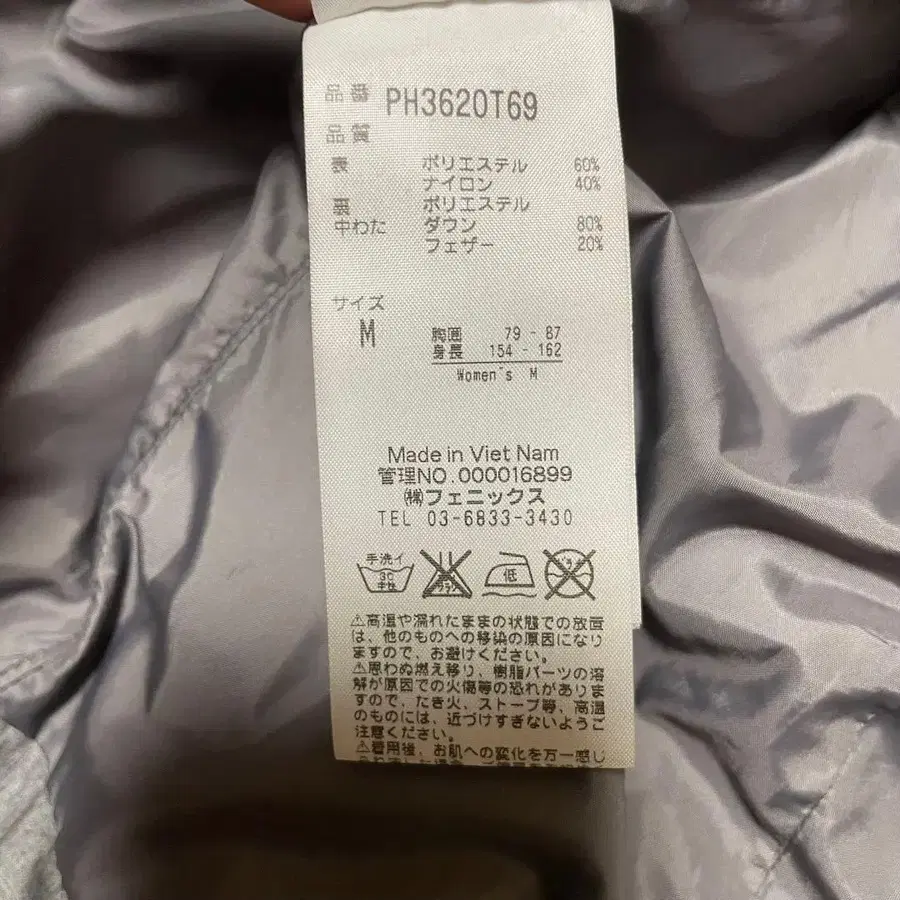 品番 PH3620T69
品質
表 ポリエステル 60%
ナイロン 40%
裏 ポリエステル
中わた ダウン 80%
フェザー 20%
サイズ
M
胸囲 79 - 87
身長 154 - 162
Women's M
Made in Viet Nam
管理NO.000016899
㈱フェニックス
TEL 03-6833-3430
手洗イ
30
中性
低
⚠高温や濡れたままの状態での放置
は、他のものへの移染の原因になり
ますので、お避けください。
⚠思わぬ燃え移り、樹脂パーツの溶
解が原因での火傷等の恐れがありま
すので、たき火、ストーブ等、高温
のものには、近づけすぎないようご
注意ください。
⚠着用後、お肌への変化を万一感じ